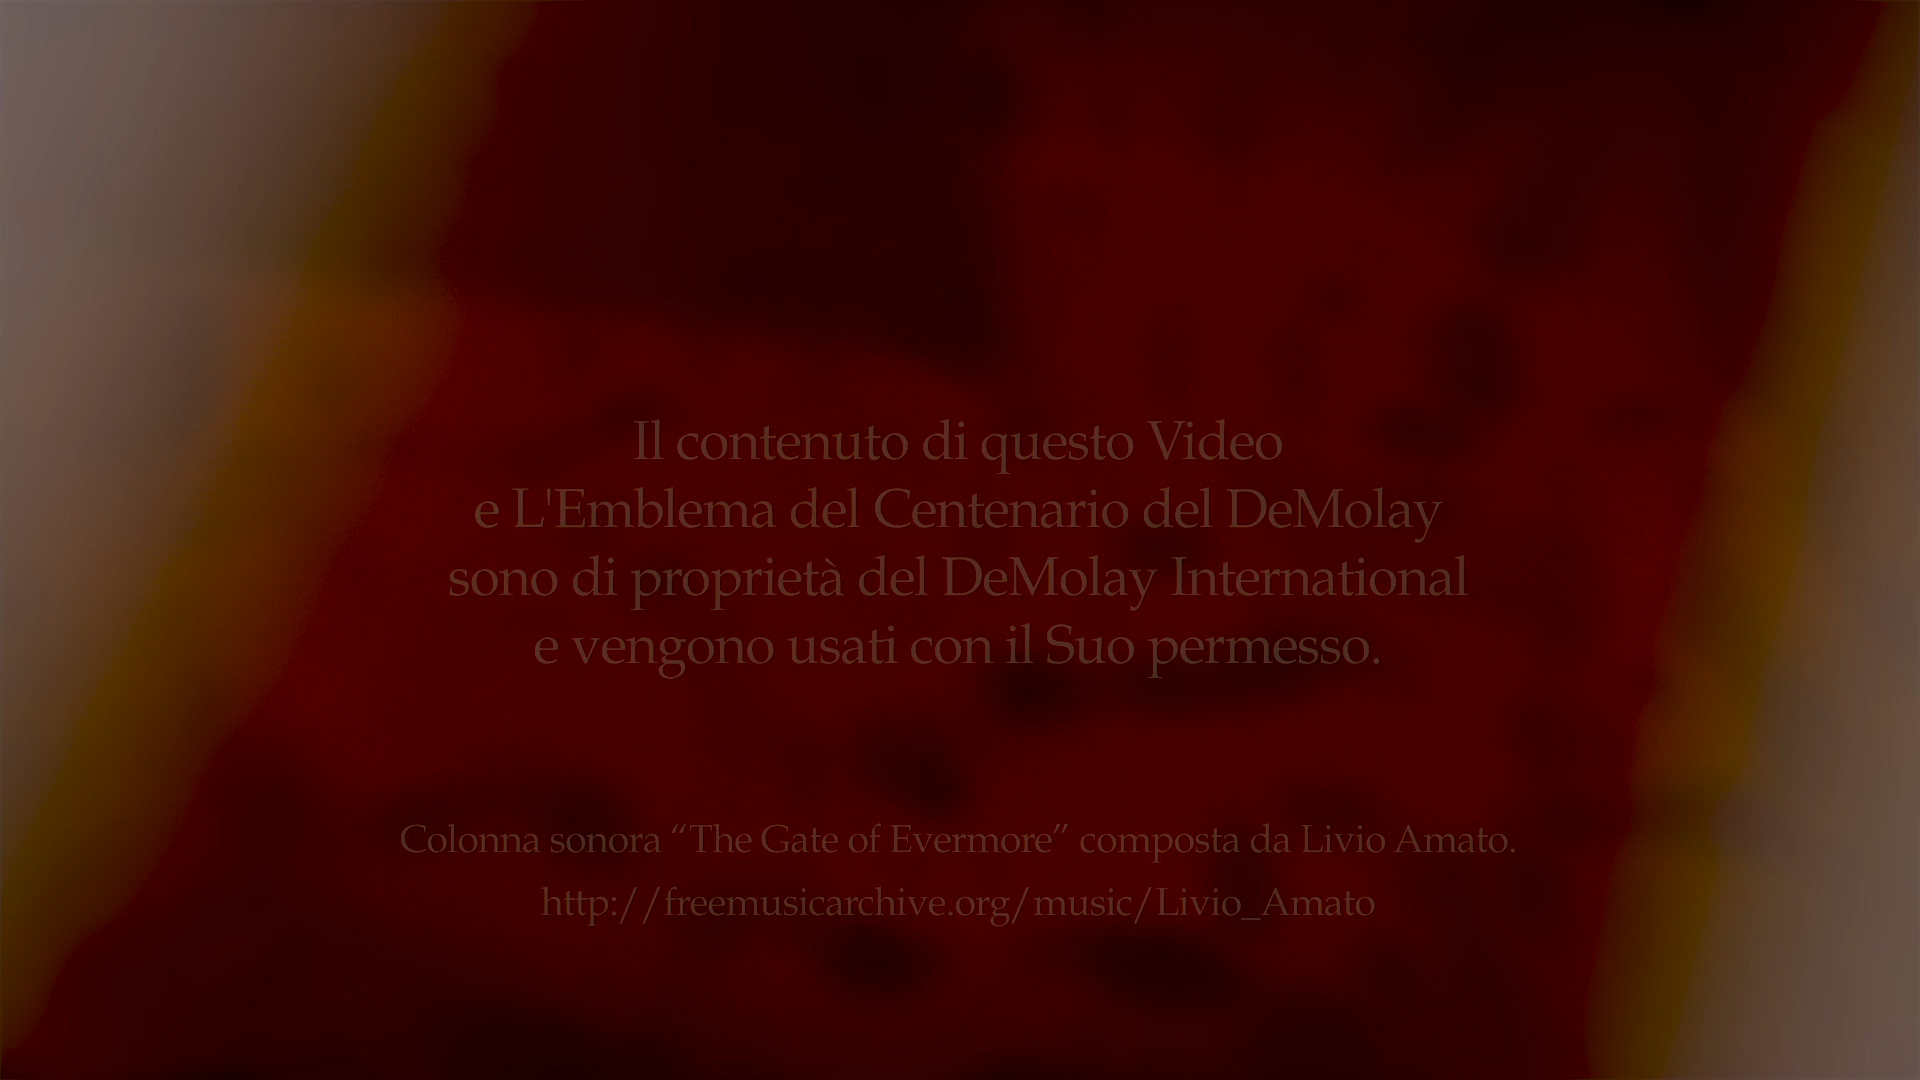 Il contenuto di questo Video
e L'Emblema del Centenario del DeMolay
sono di proprietà del DeMolay International
e vengono usati con il Suo permesso.
Colonna sonora “The Gate of Evermore” composta da Livio Amato.
http://freemusicarchive.org/music/Livio_Amato